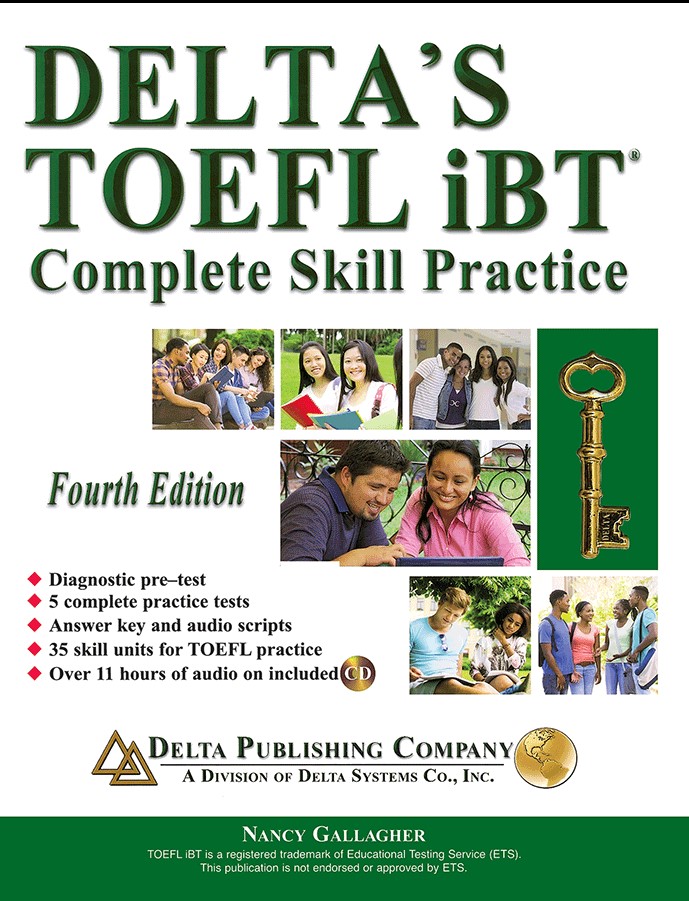 DELTA'S
TOEFL iBT®
Complete Skill Practice
Fourth Edition
DELTA
Diagnostic pre–test
5 complete practice tests
Answer key and audio scripts
35 skill units for TOEFL practice
Over 11 hours of audio on included CD
DELTA PUBLISHING COMPANY
A DIVISION OF DELTA SYSTEMS CO., INC.
NANCY GALLAGHER
TOEFL iBT is a registered trademark of Educational Testing Service (ETS).
This publication is not endorsed or approved by ETS.